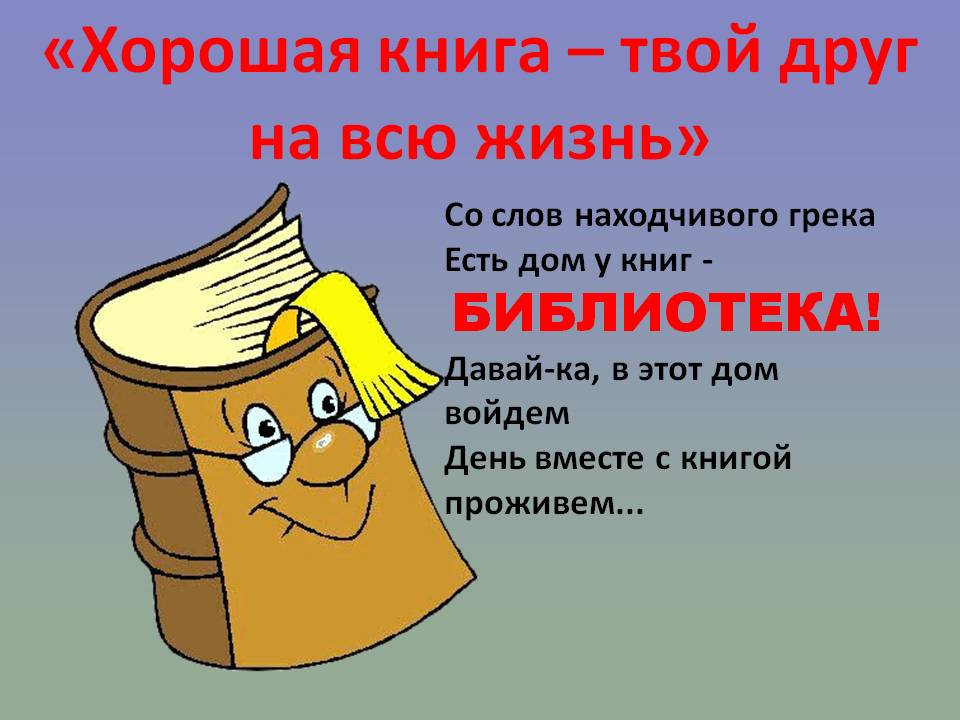 «Хорошая книга – твой друг
на всю жизнь»
Со слов находчивого грека
Есть дом у книг -
БИБЛИОТЕКА!
Давай-ка, в этот дом
войдем
День вместе с книгой
проживем...